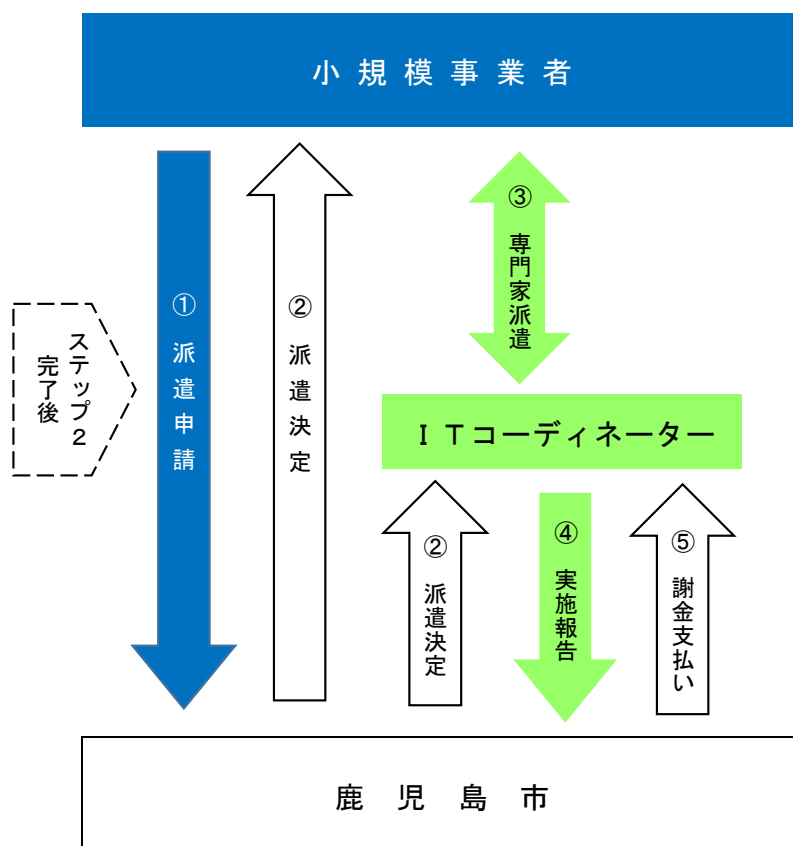 小規模事業者
① 派遣申請
② 派遣決定
③ 専門家派遣
ステップ２
完了後
ＩＴコーディネーター
② 派遣決定
④ 実施報告
⑤ 謝金支払い
鹿児島市